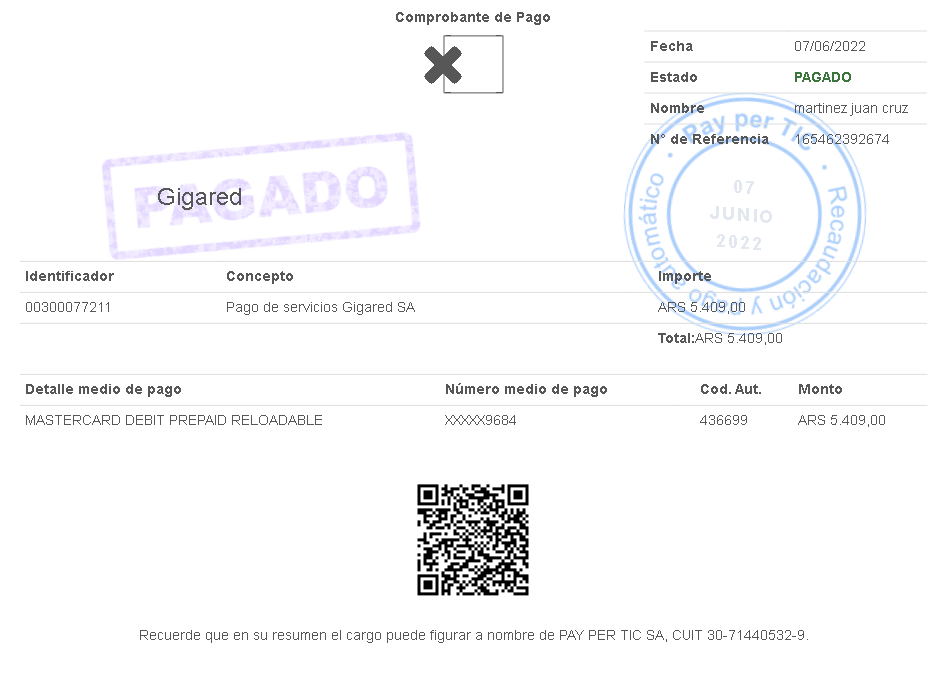 Comprobante de Pago
Fecha 07/06/2022
Estado PAGADO
Nombre martinez juan cruz
N° de Referencia 165462392674
PAGADO
Gigared
Pay per TIC
Recaudación y pago automático
07
JUNIO
2022
Identificador Concepto Importe
00300077211 Pago de servicios Gigared SA ARS 5.409,00
Total:ARS 5.409,00
Detalle medio de pago Número medio de pago Cod. Aut. Monto
MASTERCARD DEBIT PREPAID RELOADABLE XXXXX9684 436699 ARS 5.409,00
Recuerde que en su resumen el cargo puede figurar a nombre de PAY PER TIC SA, CUIT 30-71440532-9.